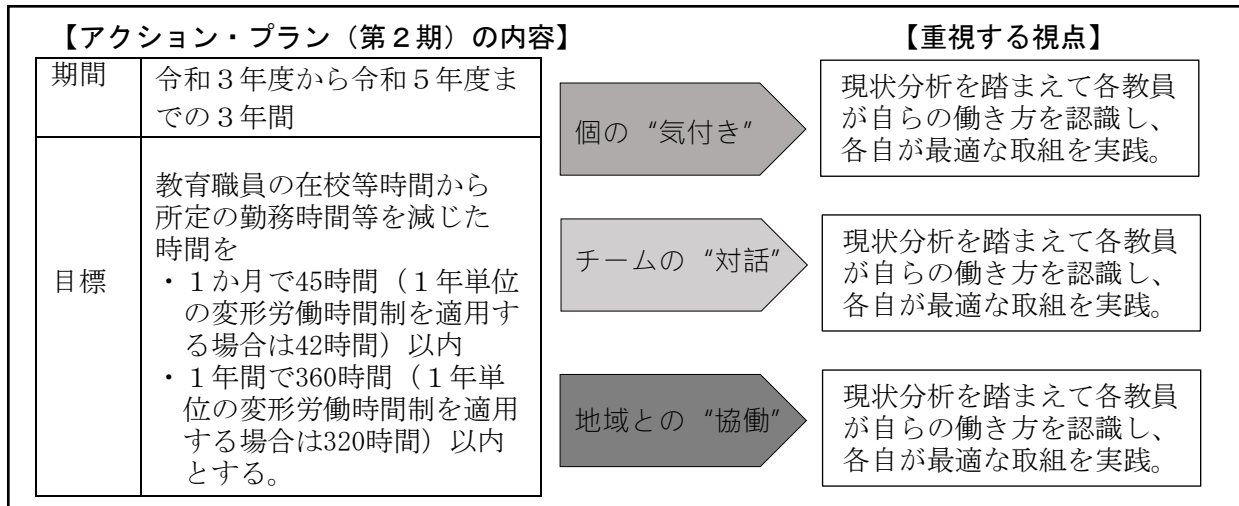 【アクション・プラン（第２期）の内容】
期間
令和３年度から令和５年度ま
での３年間
目標
教育職員の在校等時間から
所定の勤務時間等を減じた
時間を
・１か月で45時間（１年単位
の変形労働時間制を適用す
る場合は42時間）以内
・１年間で360時間（１年単
位の変形労働時間制を適用
する場合は320時間）以内
とする。
【重視する視点】
個の“気付き”
現状分析を踏まえて各教員
が自らの働き方を認識し、
各自が最適な取組を実践。
チームの“対話”
現状分析を踏まえて各教員
が自らの働き方を認識し、
各自が最適な取組を実践。
地域との“協働”
現状分析を踏まえて各教員
が自らの働き方を認識し、
各自が最適な取組を実践。